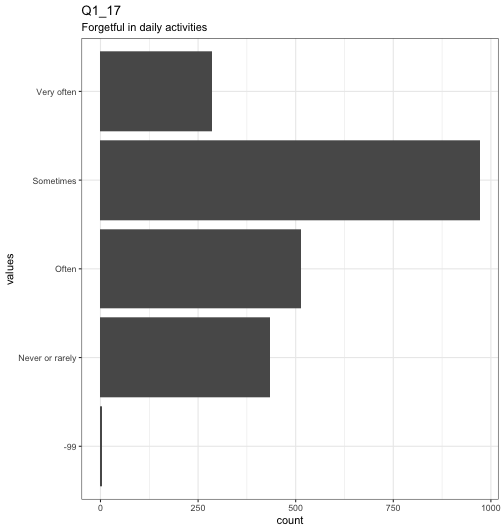 Q1_17
Forgetful in daily activities
Very often
Sometimes
Often
Never or rarely
-99
values
0
250
500
750
1000
count